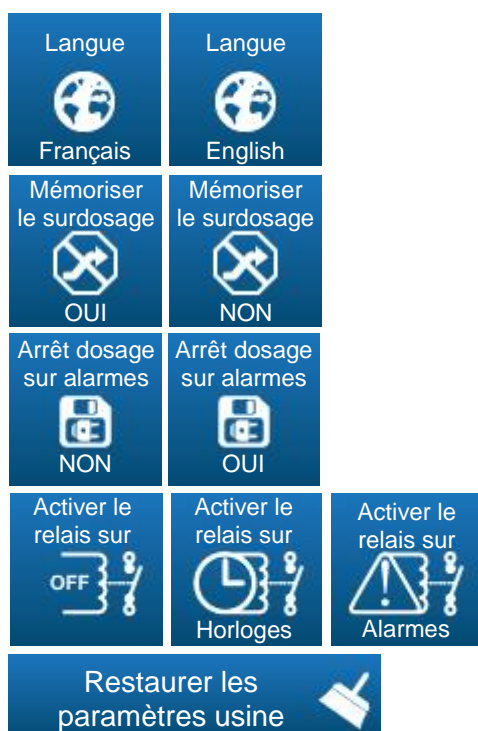 Langue
Français
Langue
English
Mémoriser
le surdosage
OUI
Mémoriser
le surdosage
NON
Arrêt dosage
sur alarmes
NON
Arrêt dosage
sur alarmes
OUI
Activer le
relais sur
OFF
Activer le
relais sur
Horloges
Activer le
relais sur
Alarmes
Restaurer les
paramètres usine